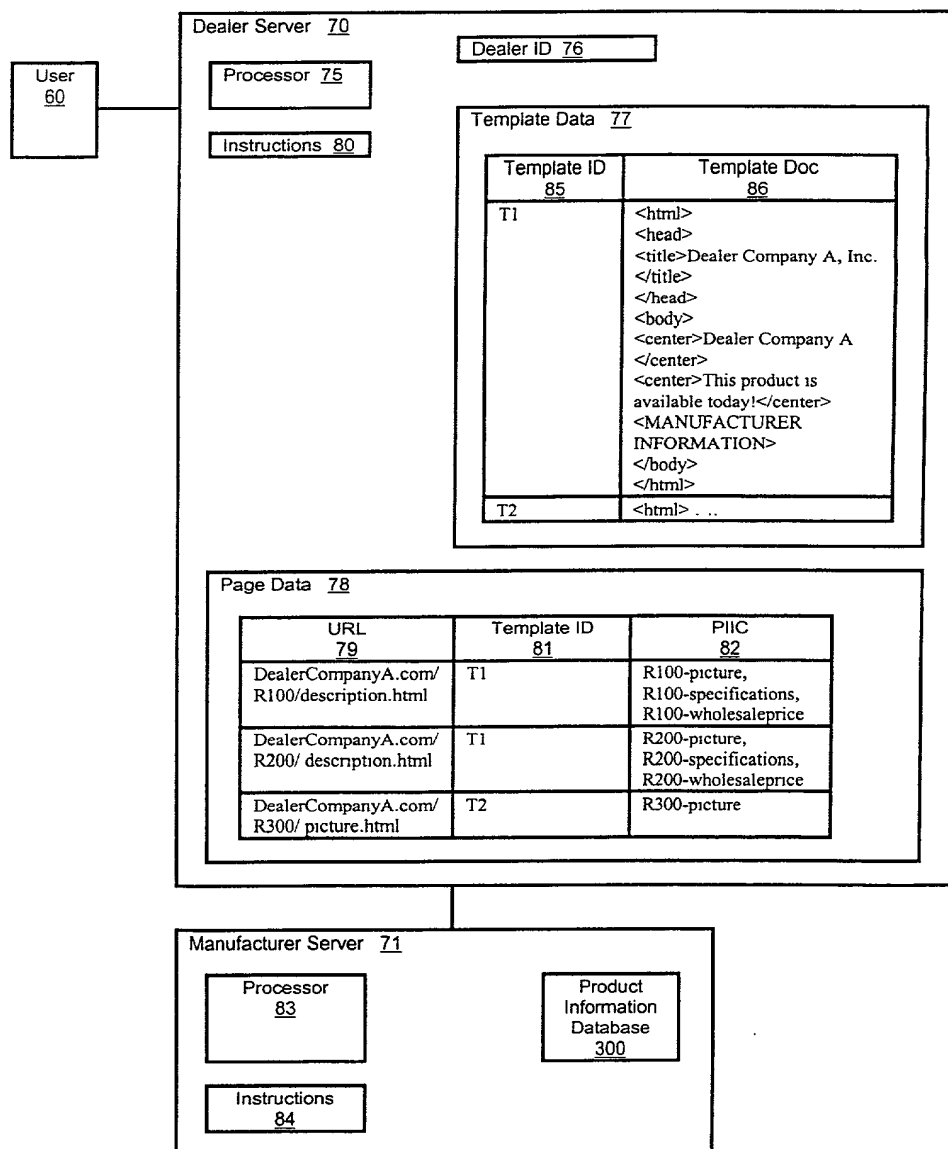 Dealer Server 70
Dealer ID 76
User
60
Processor 75
Instructions 80
Template Data 77
Template ID
85
Template Doc
86
T1
<html>
<head>
<title>Dealer Company A, Inc.
</title>
</head>
<body>
<center>Dealer Company A
</center>
<center>This product is
available today!</center>
<MANUFACTURER
INFORMATION>
</body>
</html>
T2
<html> . ..
Page Data 78
URL
79
Template ID
81
PIIC
82
DealerCompanyA.com/
R100/description.html
T1
R100-picture,
R100-specifications,
R100-wholesaleprice
DealerCompanyA.com/
R200/ description.html
T1
R200-picture,
R200-specifications,
R200-wholesaleprice
DealerCompanyA.com/
R300/ picture.html
T2
R300-picture
Manufacturer Server 71
Processor
83
Product
Information
Database
300
Instructions
84